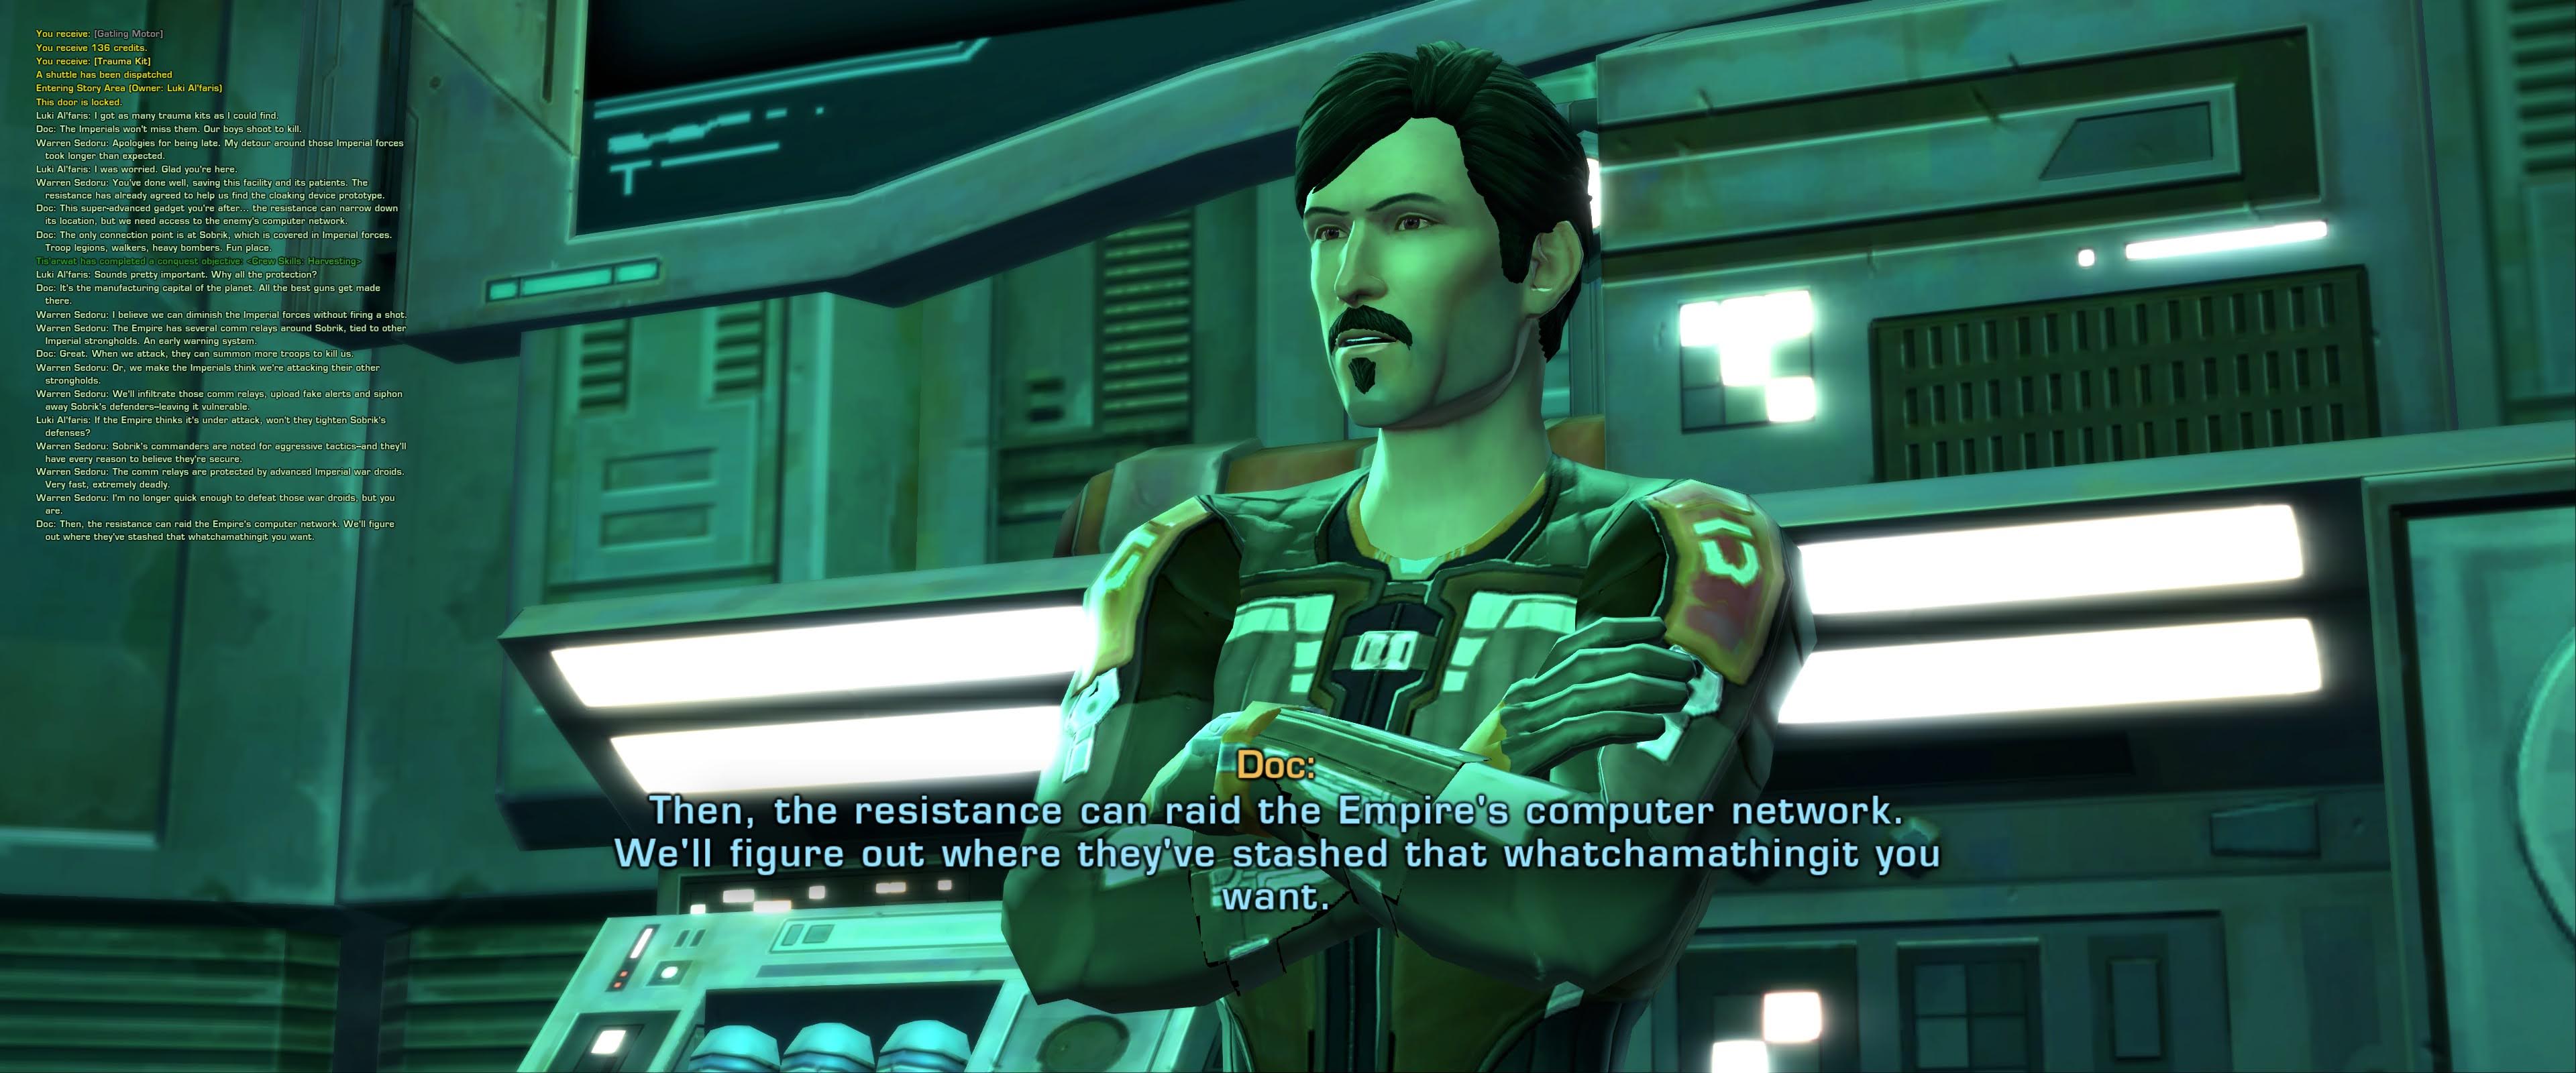 You receive: [Gatling Motor]
You receive 136 credits.
You receive: [Trauma Kit]
A shuttle has been dispatched
Entering Story Area (Owner: Luki Al'faris)
This door is locked.
Luki Al'faris: I got as many trauma kits as I could find.
Doc: The Imperials won't miss them. Our boys shoot to kill.
Warren Sedoru: Apologies for being late. My detour around those Imperial forces
took longer than expected.
Luki Al'faris: I was worried. Glad you're here.
Warren Sedoru: You've done well, saving this facility and its patients. The
resistance has already agreed to help us find the cloaking device prototype.
Doc: This super-advanced gadget you're after... the resistance can narrow down
its location, but we need access to the enemy's computer network.
Doc: The only connection point is at Sobrik, which is covered in Imperial forces.
Troop legions, walkers, heavy bombers. Fun place.
Tis'arwat has completed a conquest objective: <Crew Skills: Harvesting>
Luki Al'faris: Sounds pretty important. Why all the protection?
Doc: It's the manufacturing capital of the planet. All the best guns get made
there.
Warren Sedoru: I believe we can diminish the Imperial forces without firing a shot.
Warren Sedoru: The Empire has several comm relays around Sobrik, tied to other
Imperial strongholds. An early warning system.
Doc: Great. When we attack, they can summon more troops to kill us.
Warren Sedoru: Or, we make the Imperials think we're attacking their other
strongholds.
Warren Sedoru: We'll infiltrate those comm relays, upload fake alerts and siphon
away Sobrik's defenders–leaving it vulnerable.
Luki Al'faris: If the Empire thinks it's under attack, won't they tighten Sobrik's
defenses?
Warren Sedoru: Sobrik's commanders are noted for aggressive tactics–and they'll
have every reason to believe they're secure.
Warren Sedoru: The comm relays are protected by advanced Imperial war droids.
Very fast, extremely deadly.
Warren Sedoru: I'm no longer quick enough to defeat those war droids, but you
are.
Doc: Then, the resistance can raid the Empire's computer network. We'll figure
out where they've stashed that whatchamathingit you want.
Doc:
Then, the resistance can raid the Empire's computer network.
We'll figure out where they've stashed that whatchamathingit you
want.